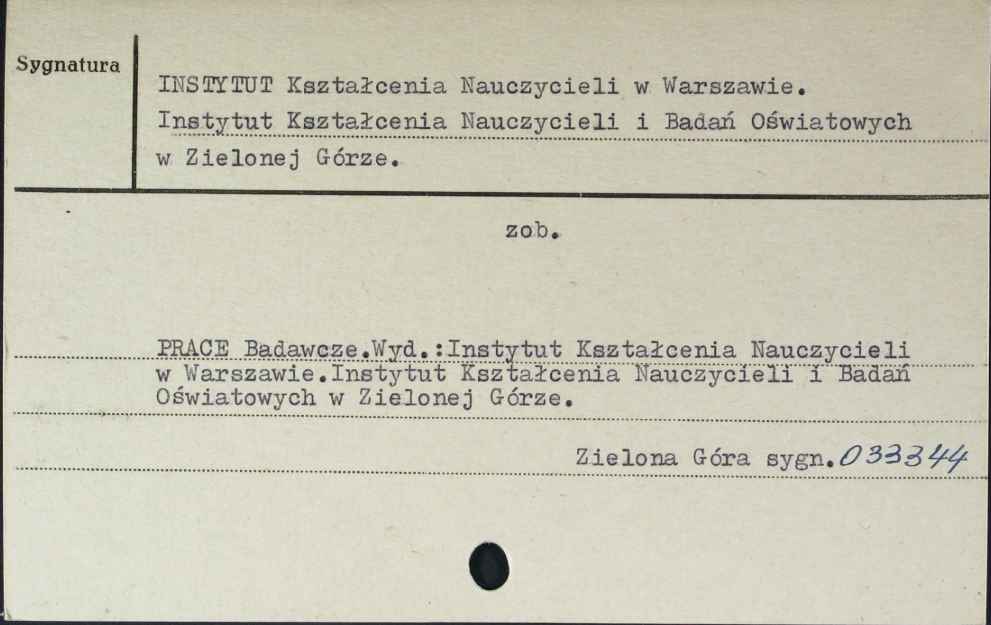 Sygnatura
INSTYTUT Kształcenia Nauczycieli w Warszawie.
Instytut Kształcenia Nauczycieli i Badań Oświatowych
w Zielonej Górze.
zob.
PRACE Badawcze.Wyd.:Instytut Kształcenia Nauczycieli
w Warszawie.Instytut Kształcenia Nauczycieli i Badań
Oświatowych w Zielonej Górze.
Zielona Góra sygn.033344